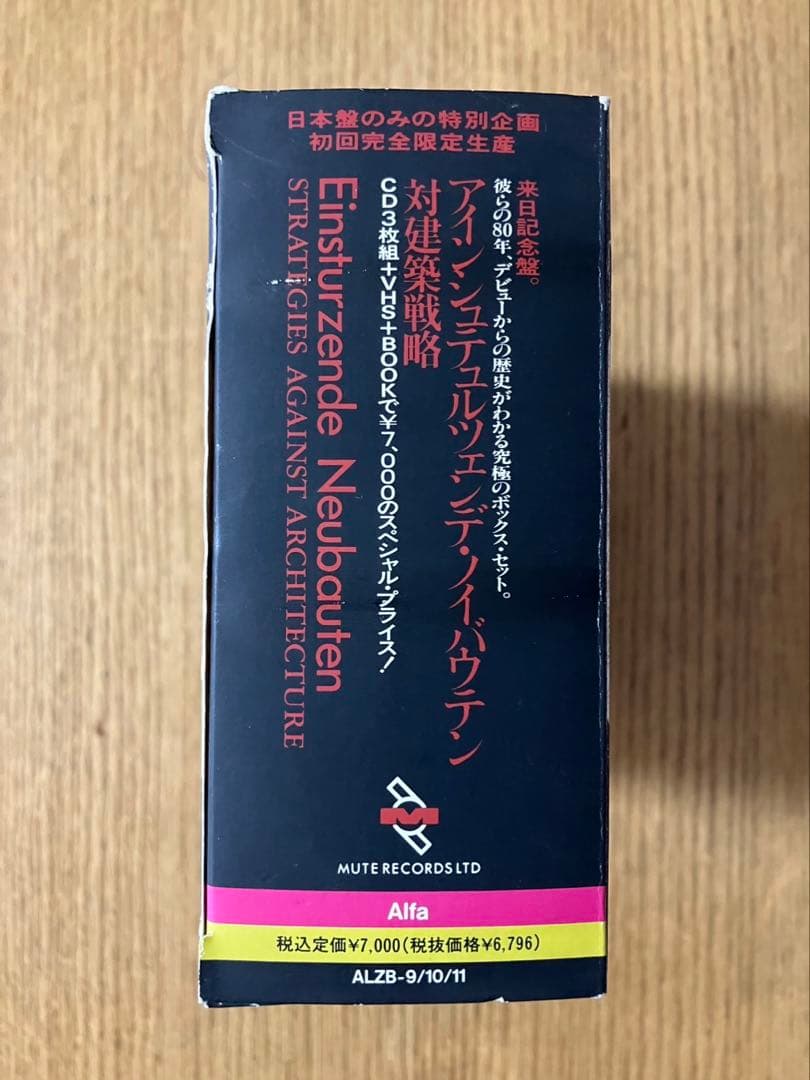 日本盤のみの特別企画
初回完全限定生産
来日記念盤。
彼らの80年、デビューからの歴史がわかる究極のボックス・セット。
アインシュテュルツェンデ・ノイバウテン
対建築戦略
CD3枚組+VHS+BOOKで¥7,000のスペシャル・プライス!
Einsturzende Neubauten
STRATEGIES AGAINST ARCHITECTURE
M
MUTE RECORDS LTD
Alfa
税込定価¥7,000(税抜価格¥6,796)
ALZB-9/10/11